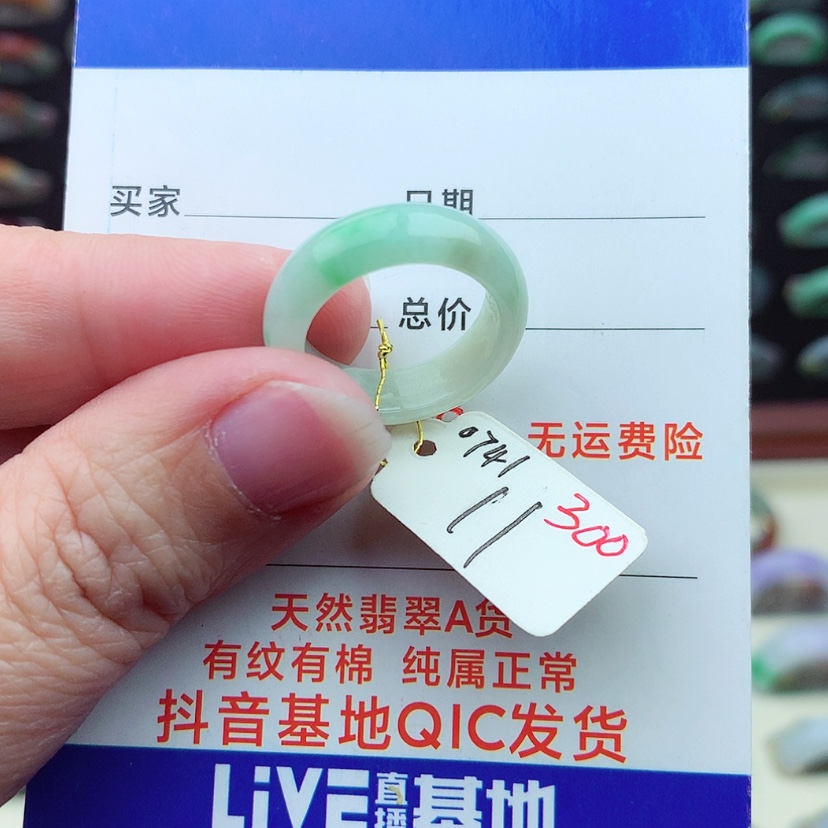 买家
日期
总价
无运费险
0741
11
300
天然翡翠A货
有纹有棉 纯属正常
抖音基地QIC发货
LiVE直播基地